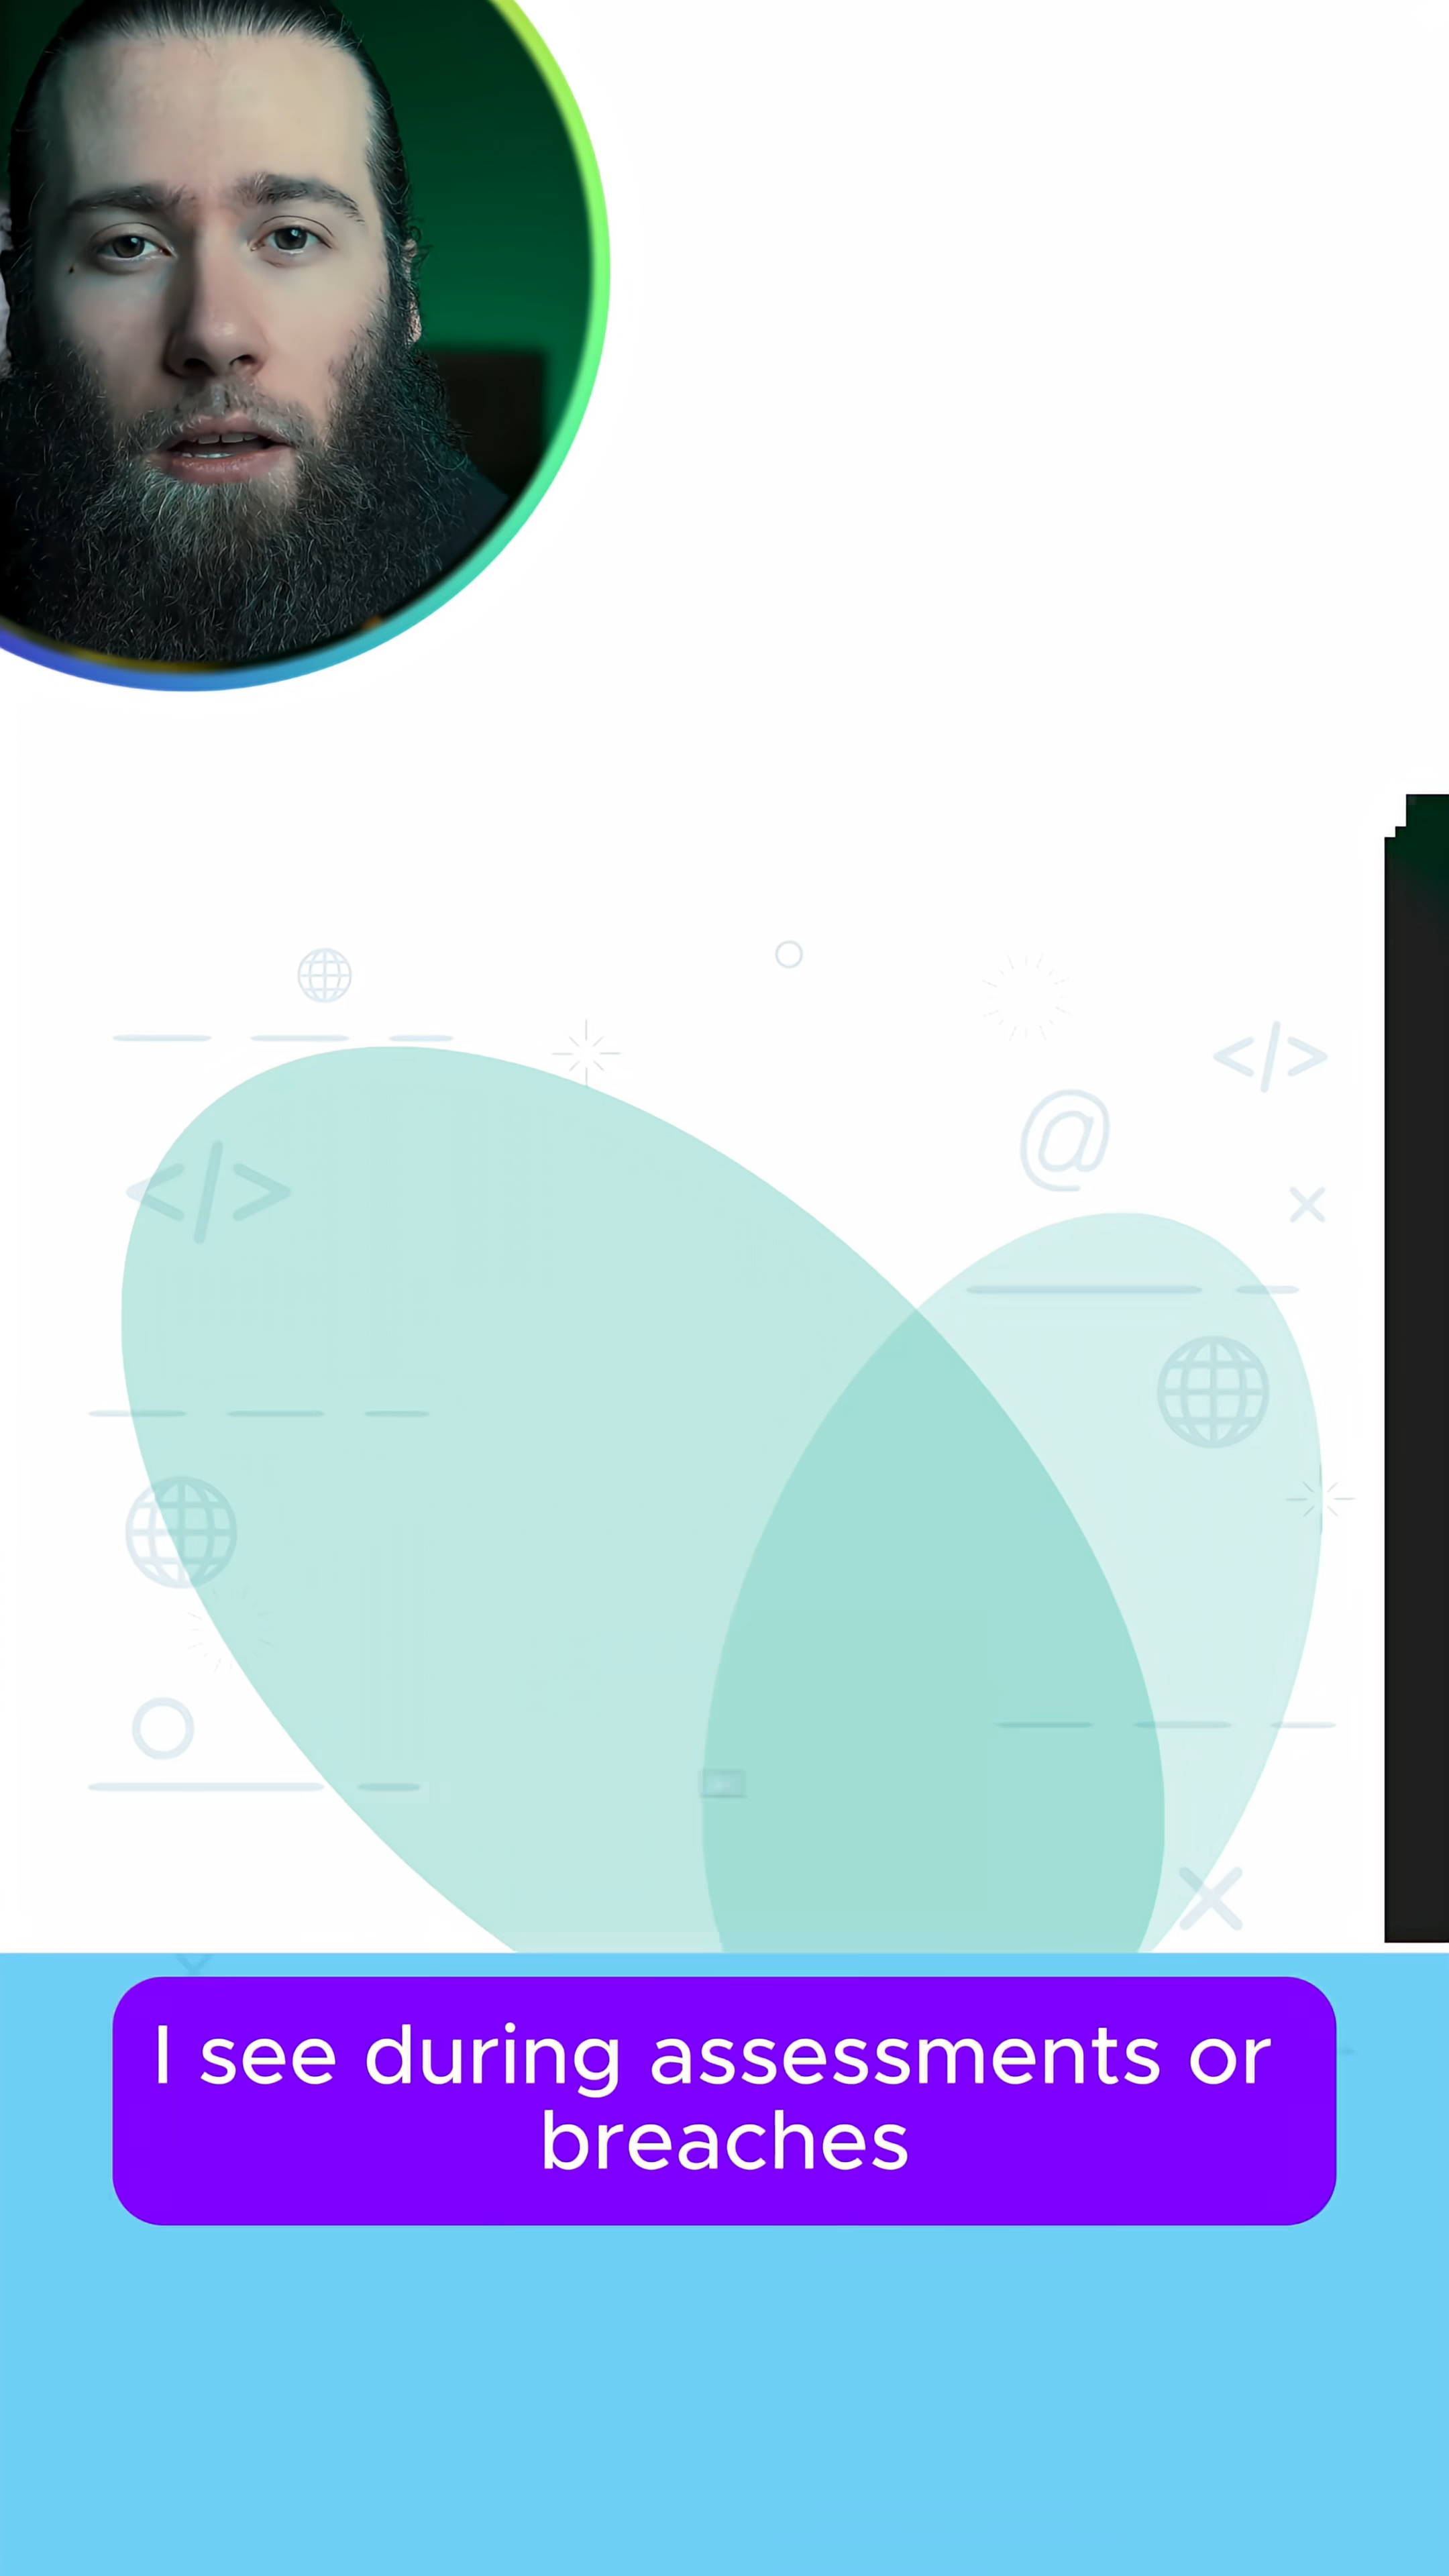 </>
@
</>
I see during assessments or
breaches